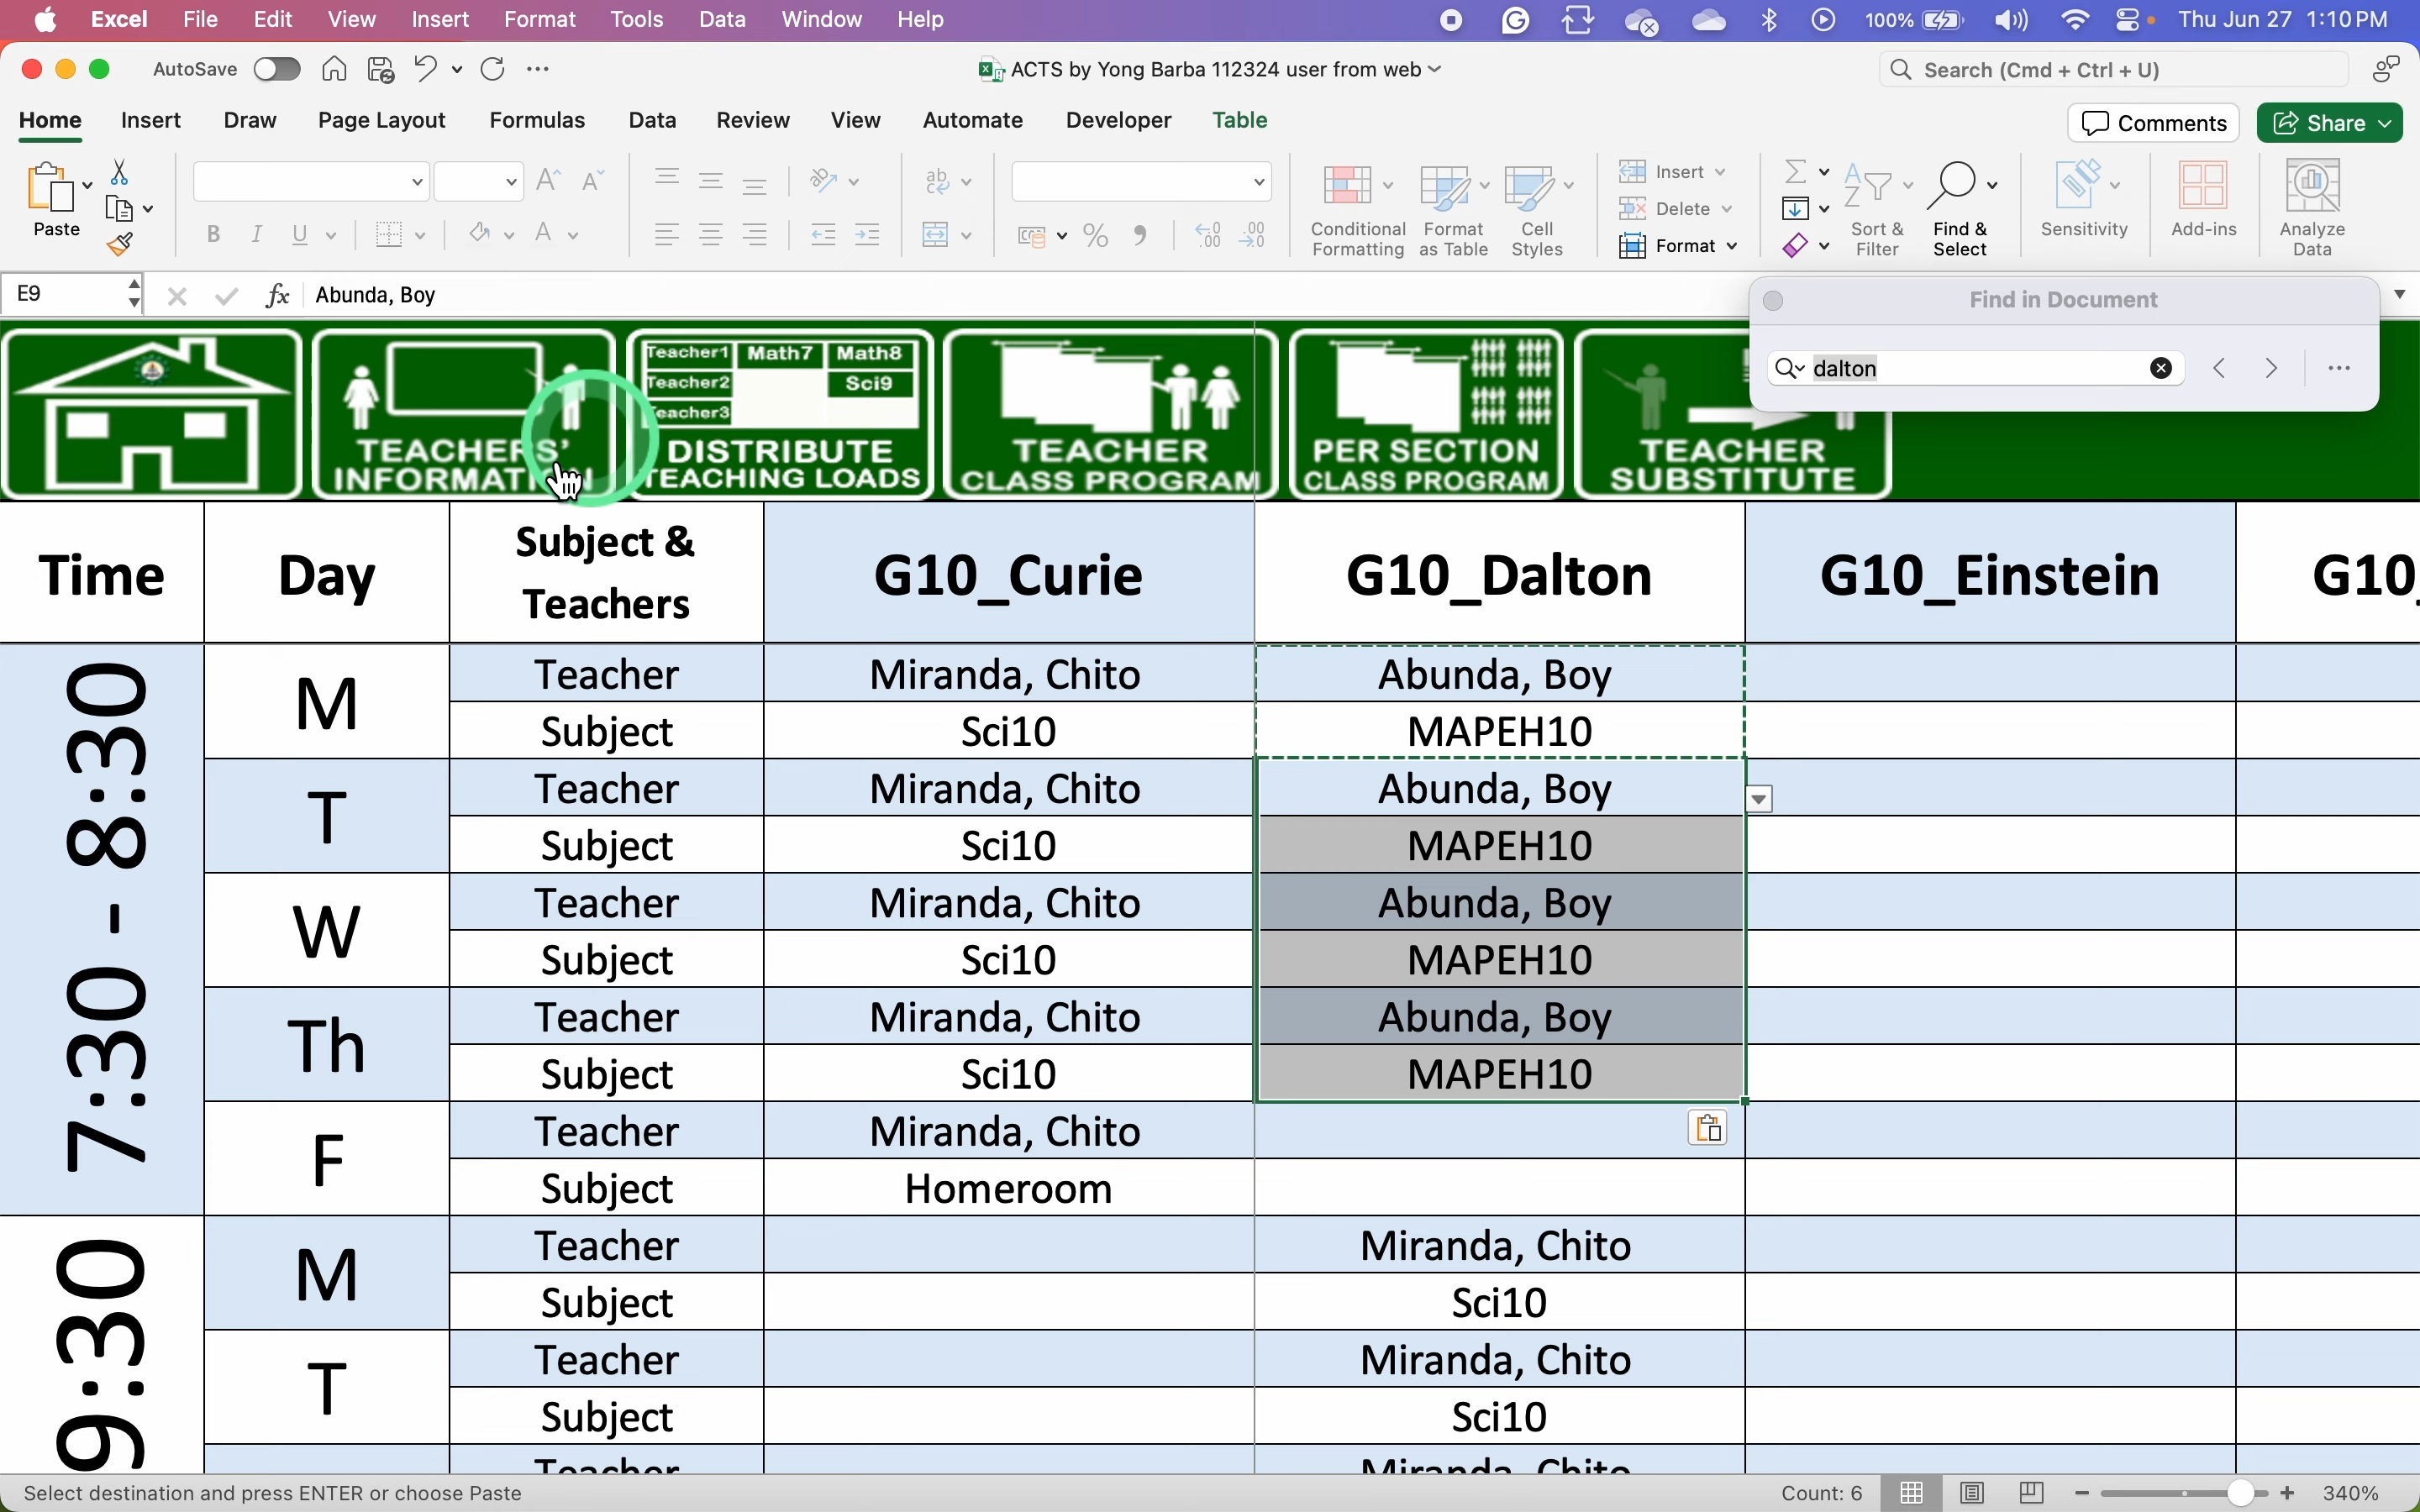 Excel File Edit View Insert Format Tools Data Window Help 100% Thu Jun 27 1:10 PM
AutoSave ACTS by Yong Barba 112324 user from web Search (Cmd + Ctrl + U)
Home Insert Draw Page Layout Formulas Data Review View Automate Developer Table Comments Share
Paste Conditional Formatting Format as Table Cell Styles Insert Delete Format Sort & Filter Find & Select Sensitivity Add-ins Analyze Data
E9 fx Abunda, Boy
Find in Document
dalton
Teacher1 Math7 Math8
Teacher2 Sci9
Teacher3
TEACHERS' DISTRIBUTE TEACHER PER SECTION TEACHER
TEACHING LOADS CLASS PROGRAM CLASS PROGRAM SUBSTITUTE
Time Day Subject & Teachers G10_Curie G10_Dalton G10_Einstein G10_
7:30 - 8:30 M Teacher Miranda, Chito Abunda, Boy
Subject Sci10 MAPEH10
T Teacher Miranda, Chito Abunda, Boy
Subject Sci10 MAPEH10
W Teacher Miranda, Chito Abunda, Boy
Subject Sci10 MAPEH10
Th Teacher Miranda, Chito Abunda, Boy
Subject Sci10 MAPEH10
F Teacher Miranda, Chito
Subject Homeroom
9:30 M Teacher Miranda, Chito
Subject Sci10
T Teacher Miranda, Chito
Subject Sci10
Teacher Miranda, Chito
Select destination and press ENTER or choose Paste Count: 6 340%